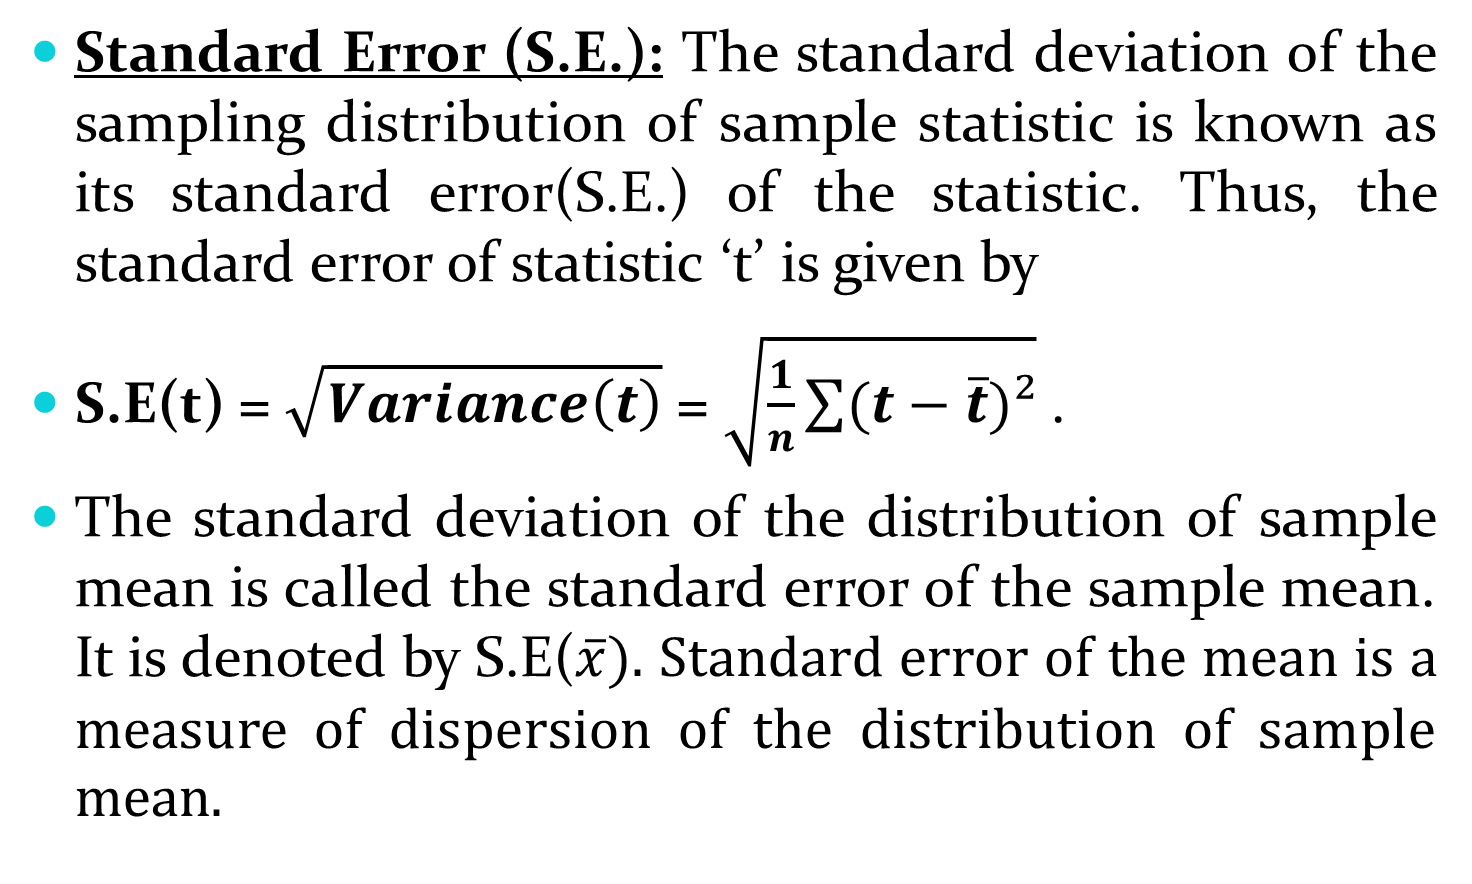 • Standard Error (S.E.): The standard deviation of the
sampling distribution of sample statistic is known as
its standard error(S.E.) of the statistic. Thus, the
standard error of statistic ‘t’ is given by
• S.E(t) = √Variance(t) = √(1/n ∑(t − t̄)²) .
• The standard deviation of the distribution of sample
mean is called the standard error of the sample mean.
It is denoted by S.E(x̄). Standard error of the mean is a
measure of dispersion of the distribution of sample
mean.